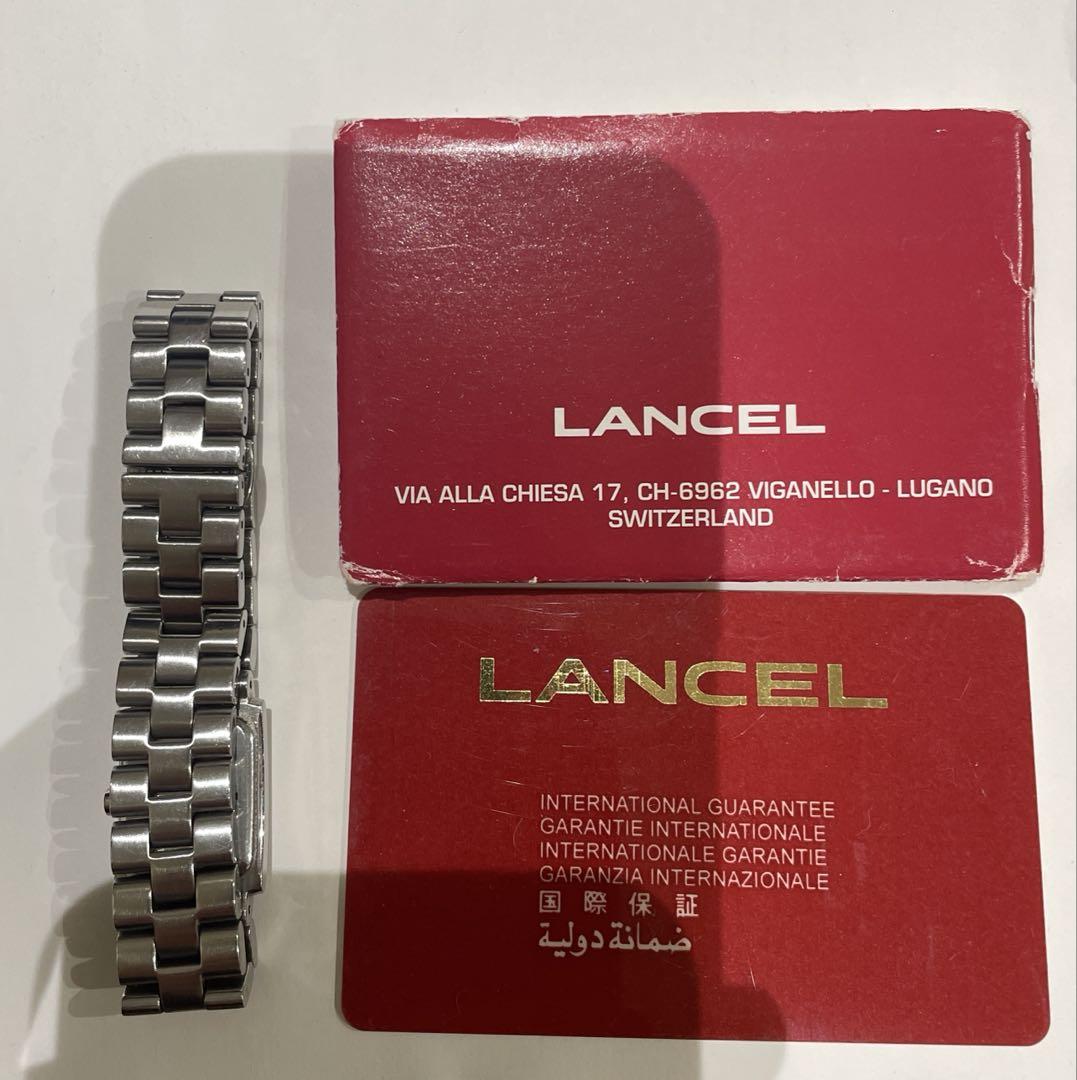 LANCEL
VIA ALLA CHIESA 17, CH-6962 VIGANELLO - LUGANO
SWITZERLAND
LANCEL
INTERNATIONAL GUARANTEE
GARANTIE INTERNATIONALE
INTERNATIONALE GARANTIE
GARANZIA INTERNAZIONALE
国際保証
ضمانة دولية